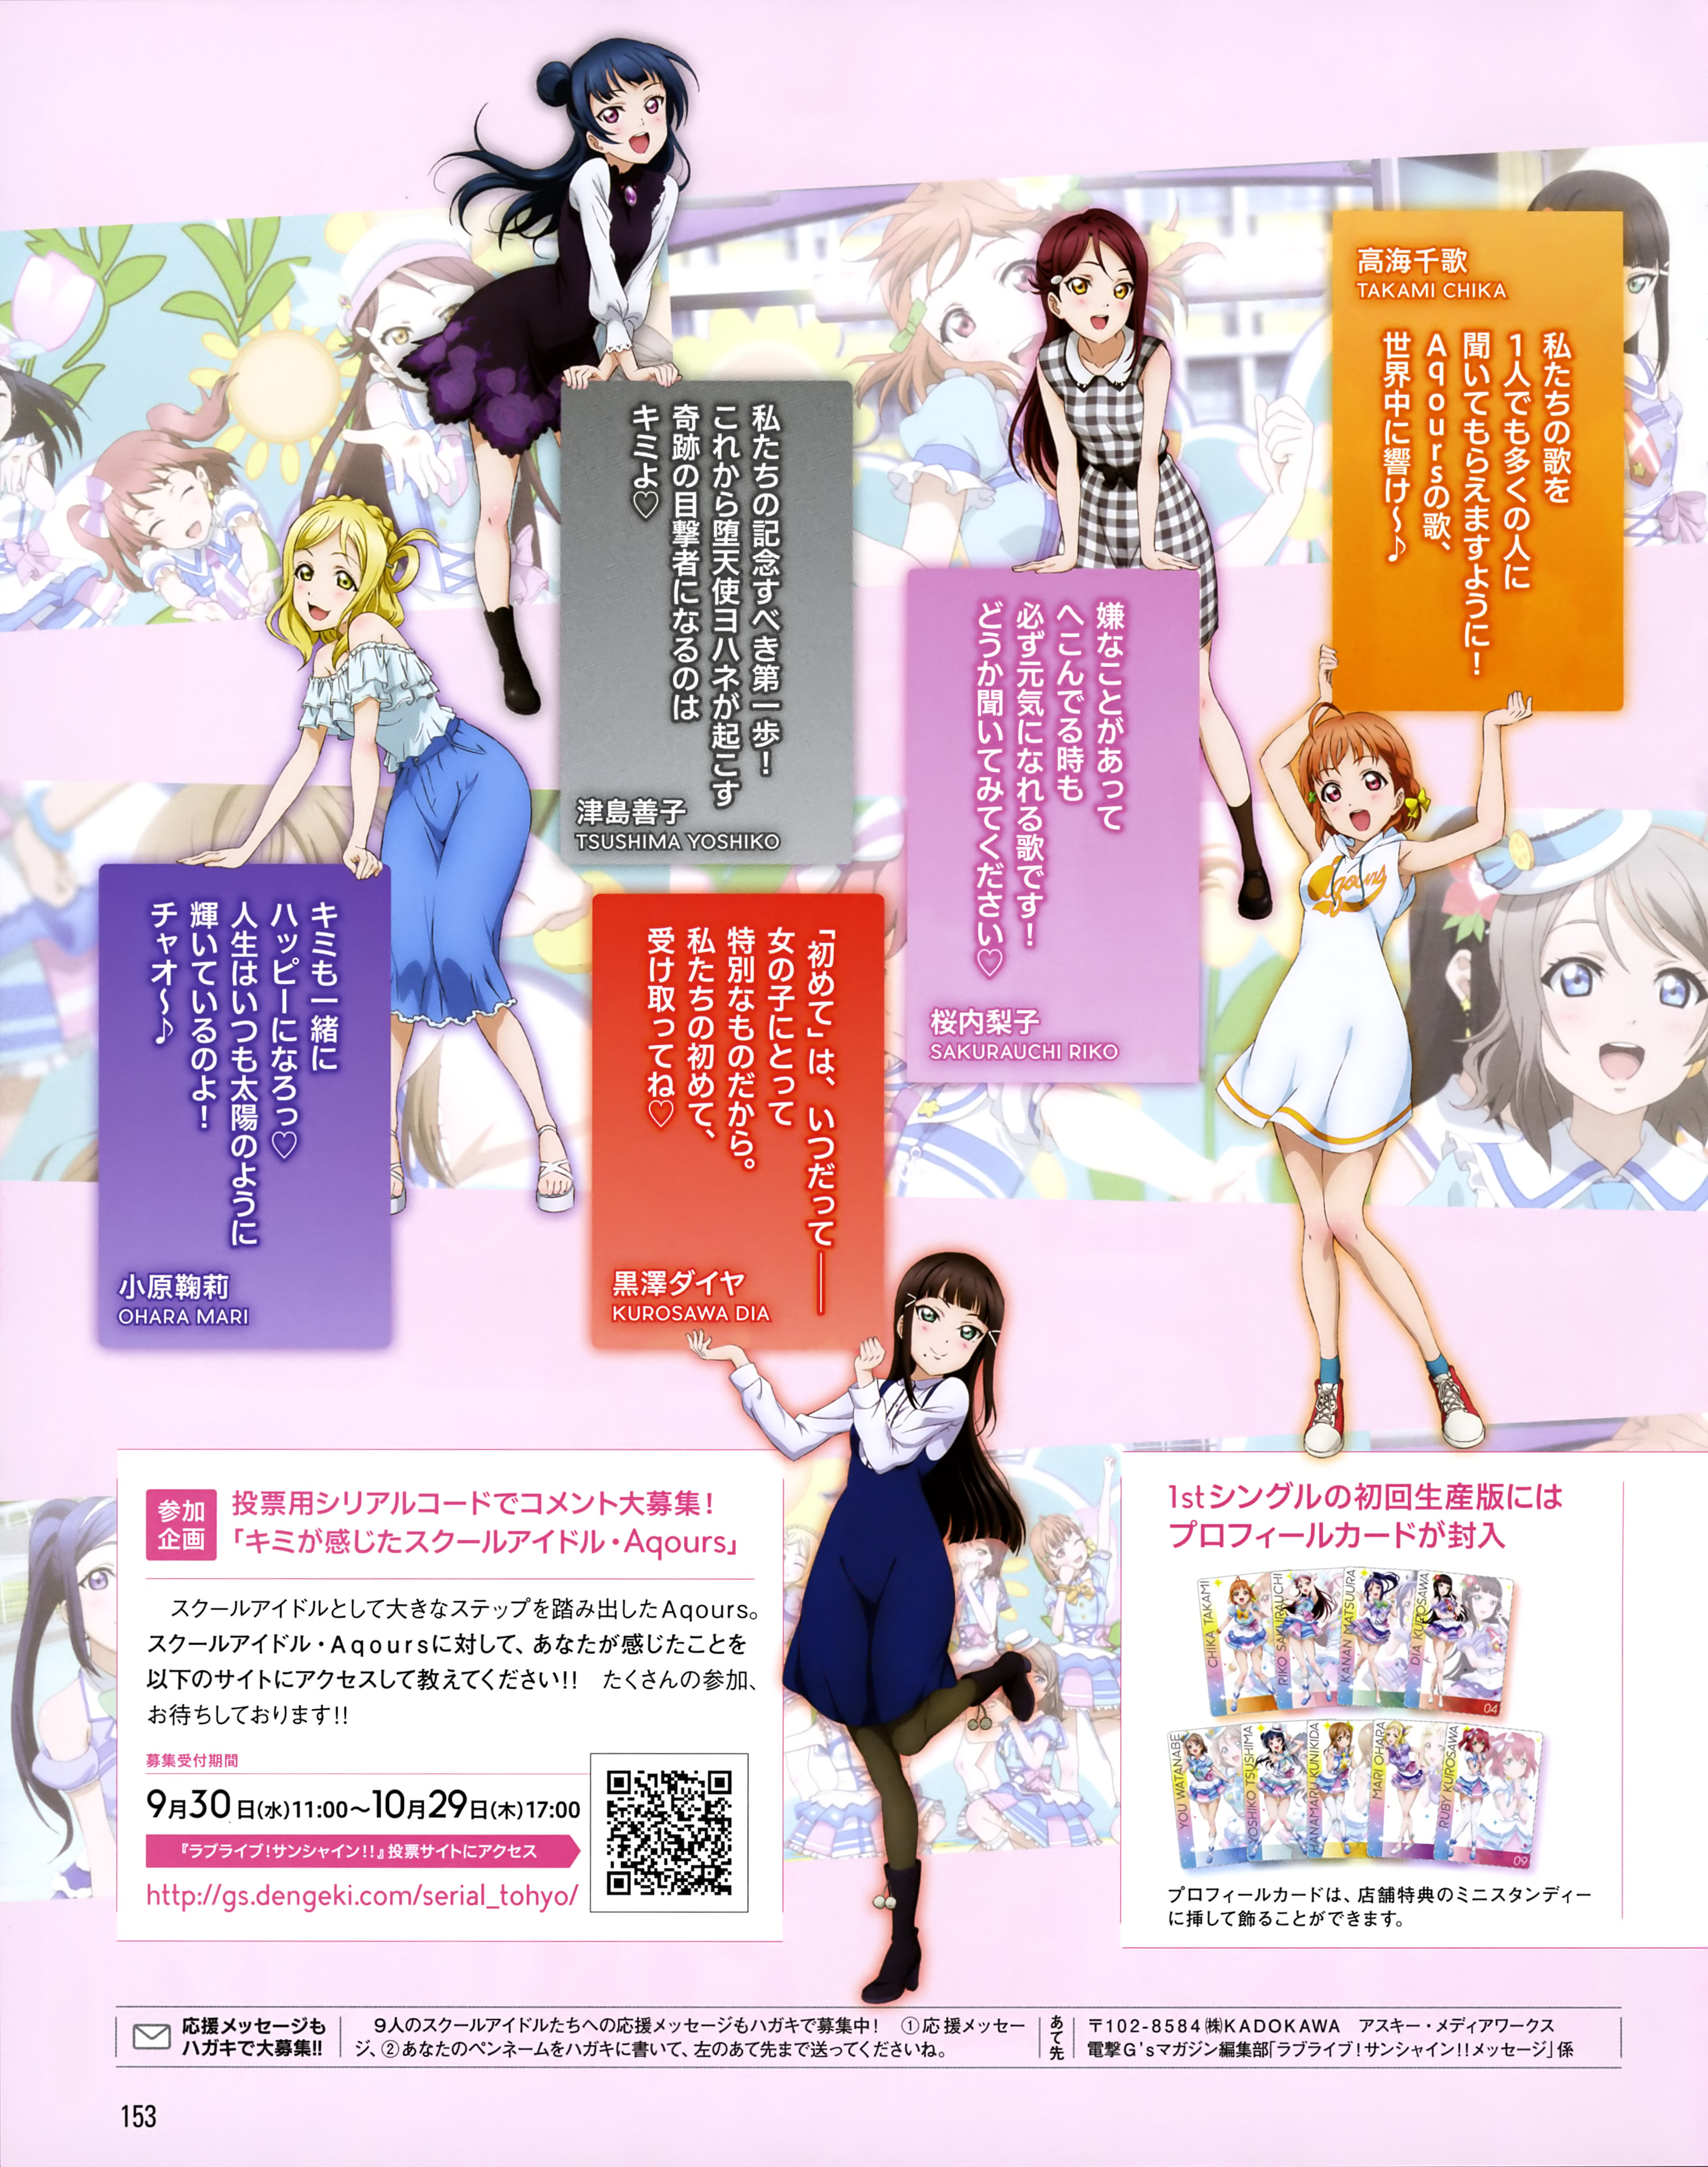 高海千歌
TAKAMI CHIKA
私たちの歌を
1人でも多くの人に
聞いてもらえますように!
Aqoursの歌、
世界中に響け〜♪
私たちの記念すべき第一歩!
これから堕天使ヨハネが起こす
奇跡の目撃者になるのは
キミよ♡
津島善子
TSUSHIMA YOSHIKO
嫌なことがあって
へこんでる時も
必ず元気になれる歌です!
どうか聞いてみてください♡
桜内梨子
SAKURAUCHI RIKO
キミも一緒に
ハッピーになろっ♡
人生はいつも太陽のように
輝いているのよ!
チャオ〜♪
小原鞠莉
OHARA MARI
「初めて」は、いつだって――
女の子にとって
特別なものだから。
私たちの初めて、
受け取ってね♡
黒澤ダイヤ
KUROSAWA DIA
参加
企画
投票用シリアルコードでコメント大募集!
「キミが感じたスクールアイドル・Aqours」
スクールアイドルとして大きなステップを踏み出したAqours。
スクールアイドル・Aqoursに対して、あなたが感じたことを
以下のサイトにアクセスして教えてください!! たくさんの参加、
お待ちしております!!
募集受付期間
9月30日(水)11:00〜10月29日(木)17:00
『ラブライブ!サンシャイン!!』投票サイトにアクセス
http://gs.dengeki.com/serial_tohyo/
1stシングルの初回生産版には
プロフィールカードが封入
CHIKA TAKAMI
RIKO SAKURAUCHI
KANAN MATSUURA
DIA KUROSAWA
04
YOU WATANABE
YOSHIKO TSUSHIMA
HANAMARU KUNIKIDA
MARI OHARA
RUBY KUROSAWA
09
プロフィールカードは、店舗特典のミニスタンディー
に挿して飾ることができます。
応援メッセージも
ハガキで大募集!!
9人のスクールアイドルたちへの応援メッセージもハガキで募集中! ①応援メッセー
ジ、②あなたのペンネームをハガキに書いて、左のあて先まで送ってくださいね。
あて先
〒102-8584㈱KADOKAWA アスキー・メディアワークス
電撃G'sマガジン編集部「ラブライブ!サンシャイン!!メッセージ」係
153